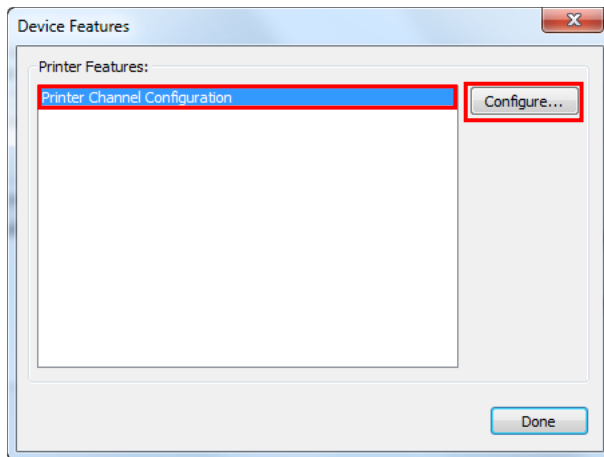 Device Features
Printer Features:
Printer Channel Configuration
Configure...
Done